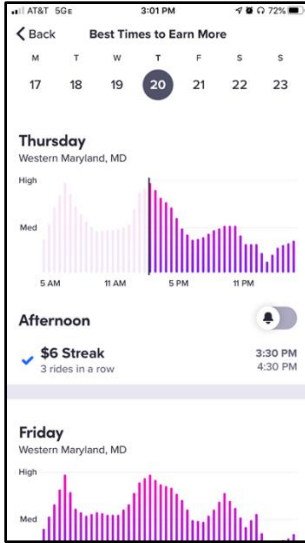 AT&T 5GE 3:01 PM 72%
Back Best Times to Earn More
M T W T F S S
17 18 19 20 21 22 23
Thursday
Western Maryland, MD
High
Med
5 AM 11 AM 5 PM 11 PM
Afternoon
$6 Streak 3:30 PM
3 rides in a row 4:30 PM
Friday
Western Maryland, MD
High
Med